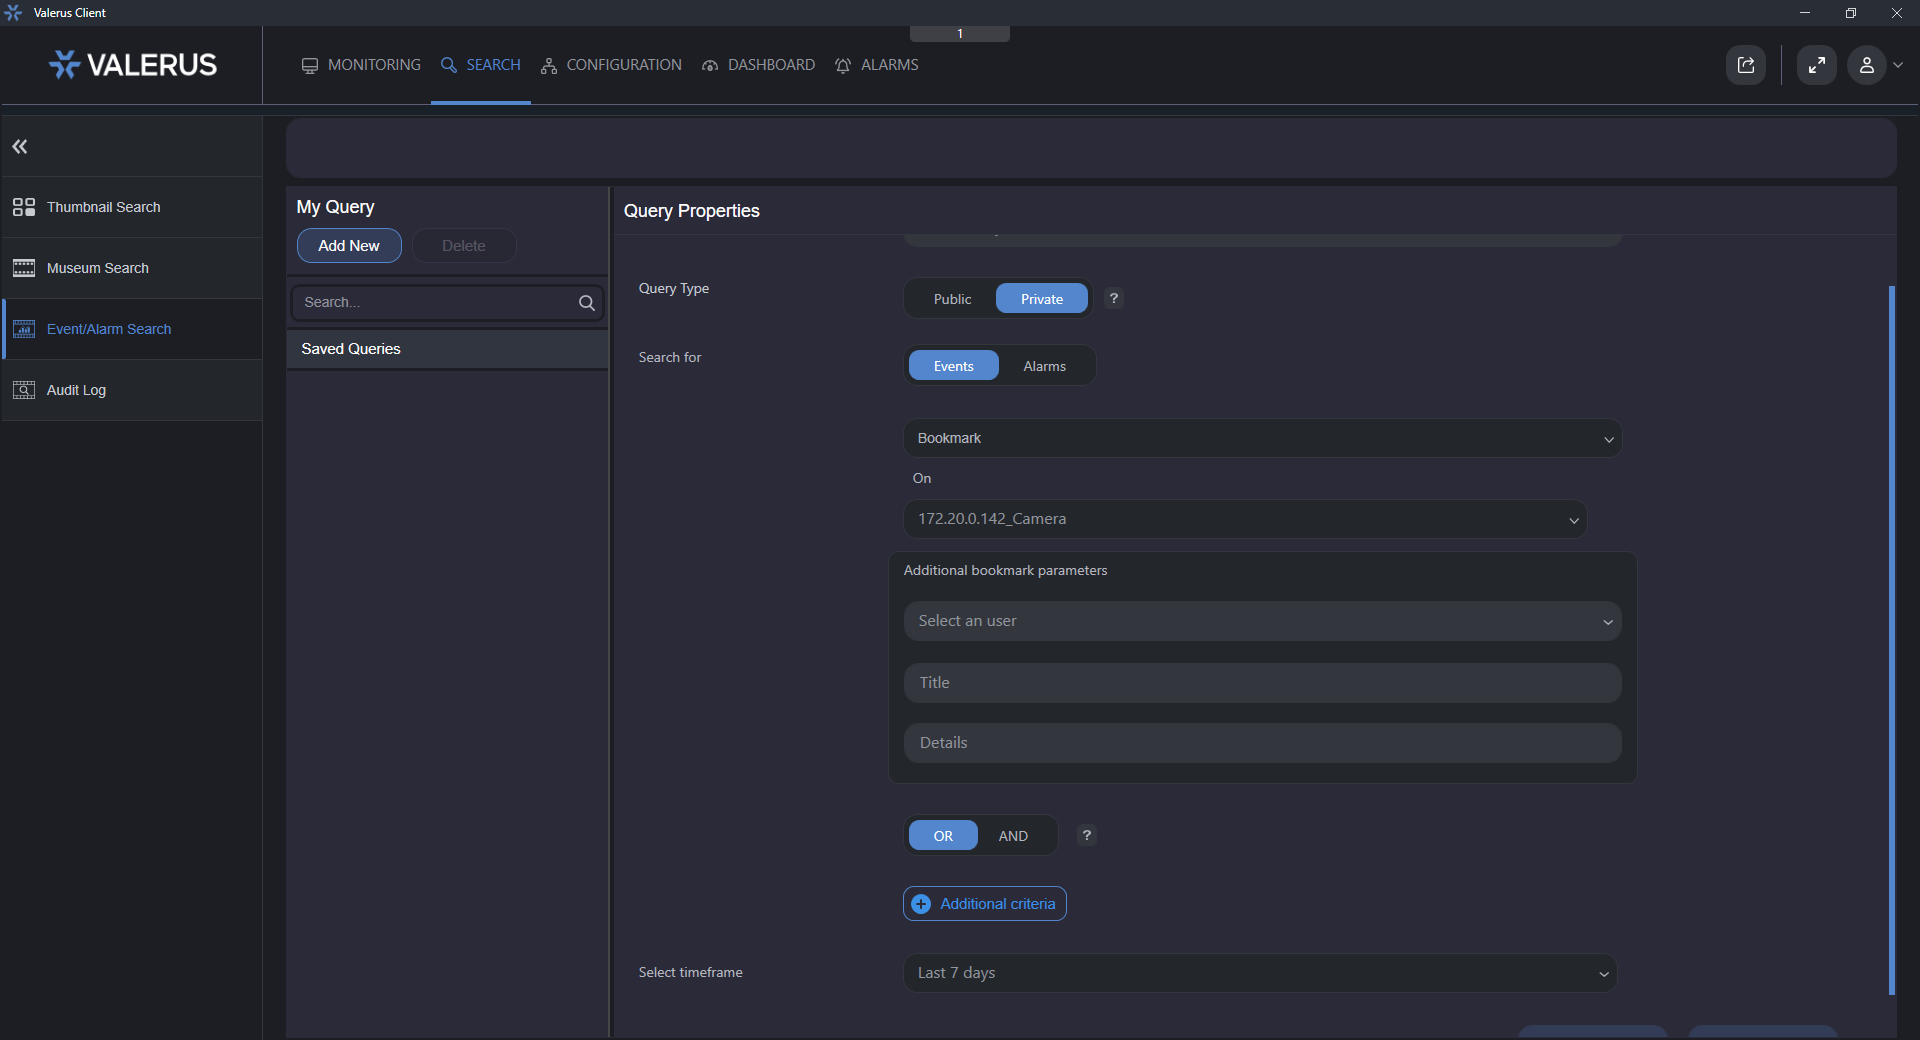 Valerus Client
1
VALERUS
MONITORING
SEARCH
CONFIGURATION
DASHBOARD
ALARMS
Thumbnail Search
Museum Search
Event/Alarm Search
Audit Log
My Query
Add New
Delete
Search...
Saved Queries
Query Properties
Query Type
Public
Private
?
Search for
Events
Alarms
Bookmark
On
172.20.0.142_Camera
Additional bookmark parameters
Select an user
Title
Details
OR
AND
?
Additional criteria
Select timeframe
Last 7 days